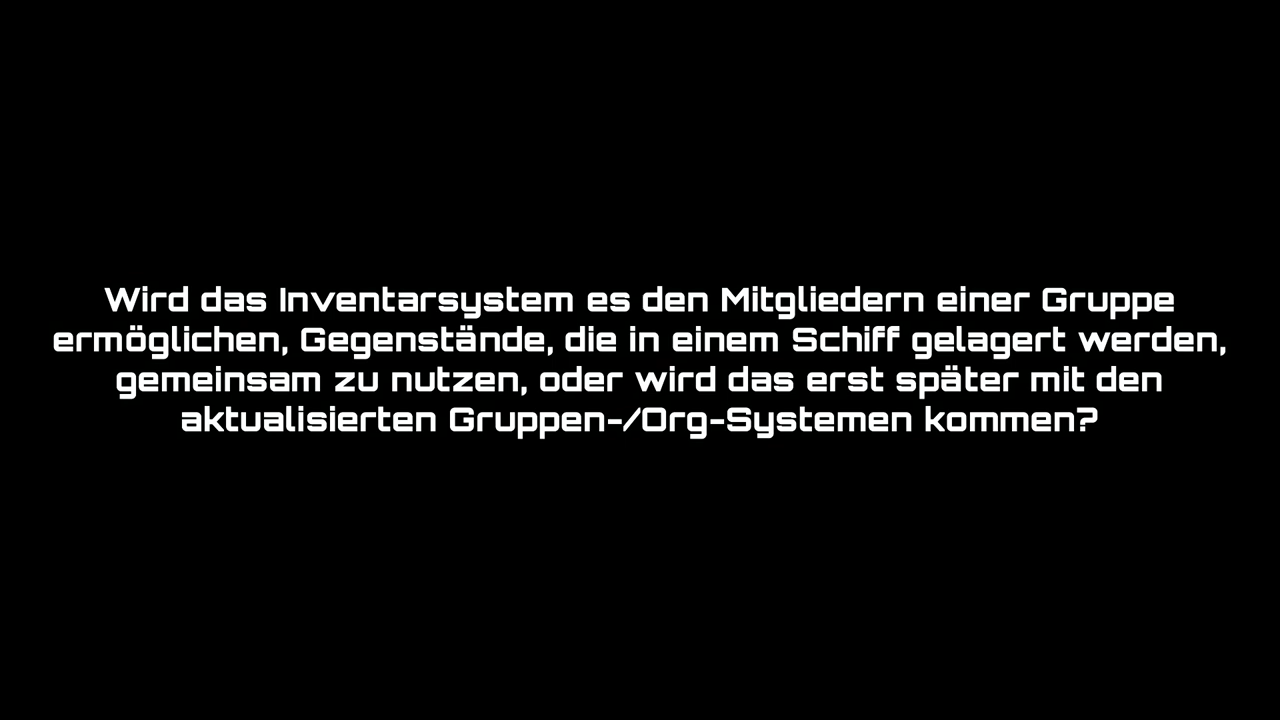 Wird das Inventarsystem es den Mitgliedern einer Gruppe
ermöglichen, Gegenstände, die in einem Schiff gelagert werden,
gemeinsam zu nutzen, oder wird das erst später mit den
aktualisierten Gruppen-/Org-Systemen kommen?